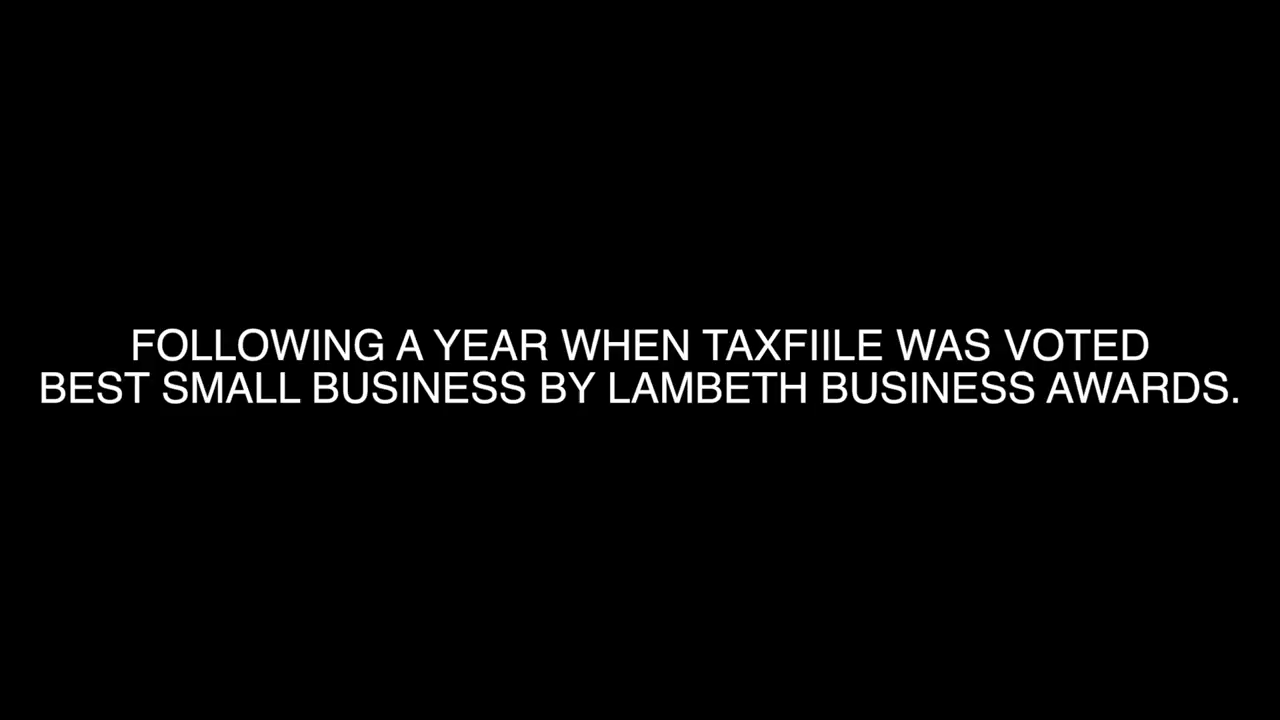 FOLLOWING A YEAR WHEN TAXFIILE WAS VOTED
BEST SMALL BUSINESS BY LAMBETH BUSINESS AWARDS.